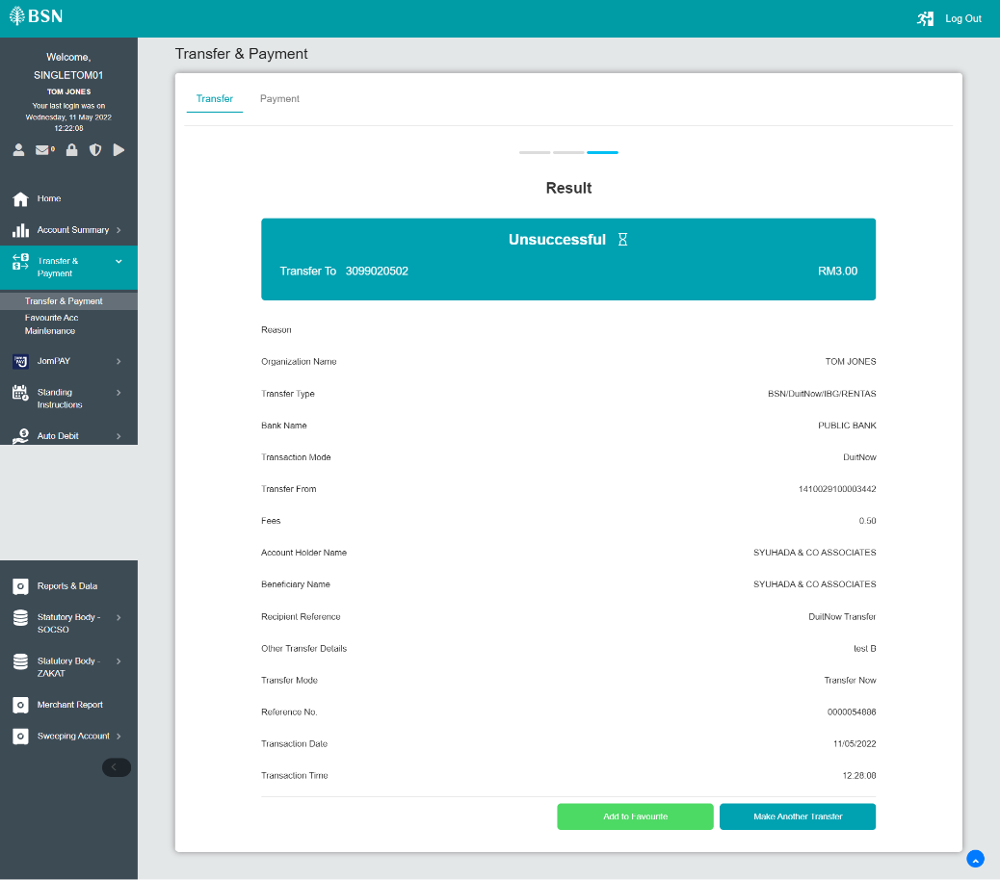 BSN
Log Out
Welcome,
SINGLETOM01
TOM JONES
Your last login was on
Wednesday, 11 May 2022
12:22:08
0
Home
Account Summary
Transfer &
Payment
Transfer & Payment
Favourite Acc
Maintenance
JomPAY
Standing
Instructions
Auto Debit
Reports & Data
Statutory Body -
SOCSO
Statutory Body -
ZAKAT
Merchant Report
Sweeping Account
Transfer & Payment
Transfer Payment
Result
Unsuccessful
Transfer To 3099020502 RM3.00
Reason
Organization Name TOM JONES
Transfer Type BSN/DuitNow/IBG/RENTAS
Bank Name PUBLIC BANK
Transaction Mode DuitNow
Transfer From 1410029100003442
Fees 0.50
Account Holder Name SYUHADA & CO ASSOCIATES
Beneficiary Name SYUHADA & CO ASSOCIATES
Recipient Reference DuitNow Transfer
Other Transfer Details test B
Transfer Mode Transfer Now
Reference No. 0000054886
Transaction Date 11/05/2022
Transaction Time 12:28:08
Add to Favourite Make Another Transfer